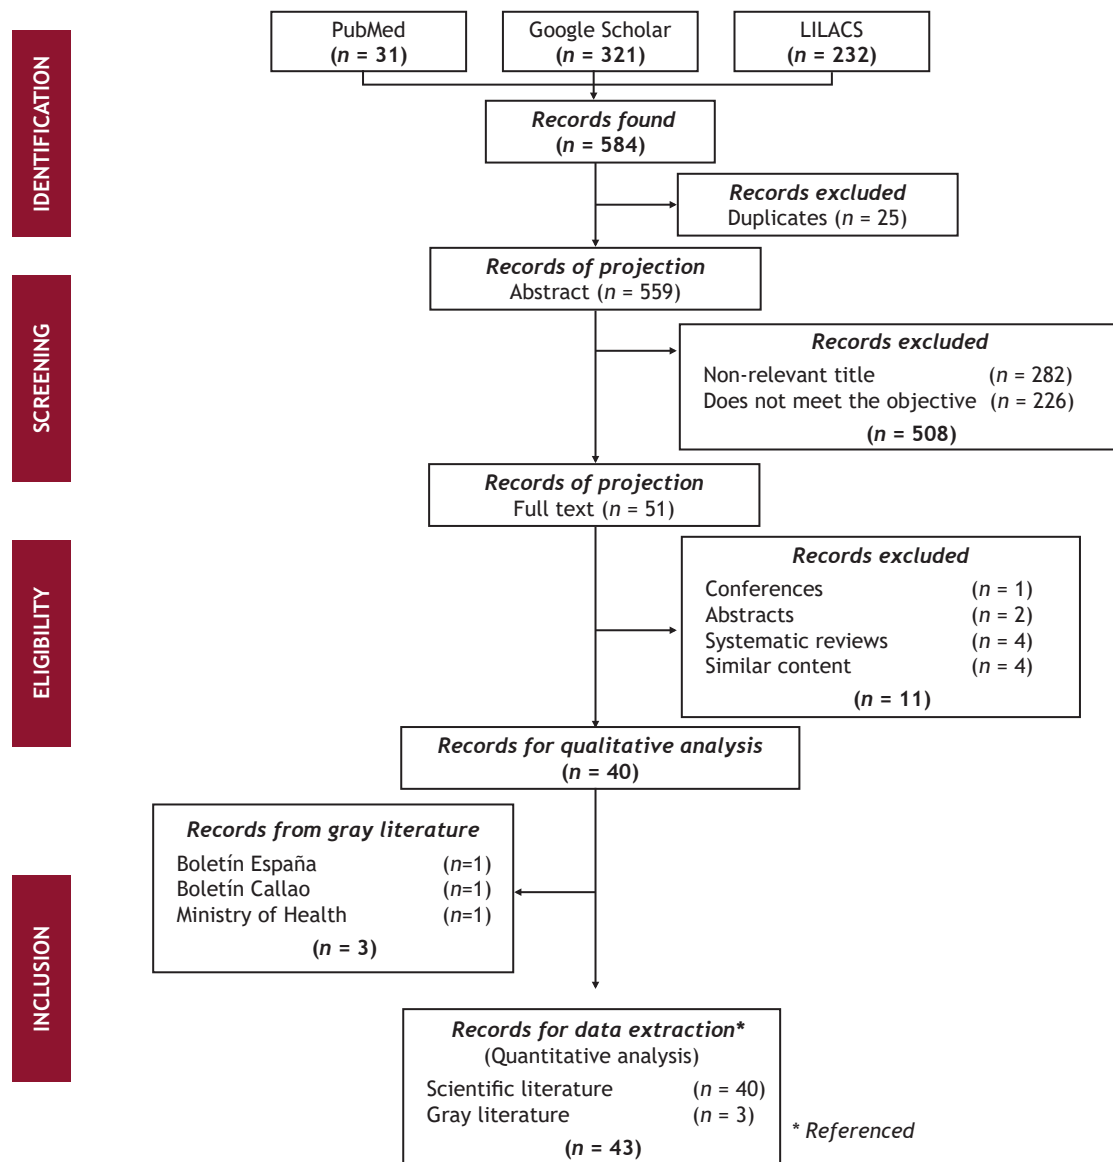 IDENTIFICATION
PubMed
(n = 31)
Google Scholar
(n = 321)
LILACS
(n = 232)
Records found
(n = 584)
Records excluded
Duplicates (n = 25)
SCREENING
Records of projection
Abstract (n = 559)
Records excluded
Non-relevant title (n = 282)
Does not meet the objective (n = 226)
(n = 508)
Records of projection
Full text (n = 51)
ELIGIBILITY
Records excluded
Conferences (n = 1)
Abstracts (n = 2)
Systematic reviews (n = 4)
Similar content (n = 4)
(n = 11)
Records for qualitative analysis
(n = 40)
INCLUSION
Records from gray literature
Boletín España (n=1)
Boletín Callao (n=1)
Ministry of Health (n=1)
(n = 3)
Records for data extraction*
(Quantitative analysis)
Scientific literature (n = 40)
Gray literature (n = 3)
(n = 43)
* Referenced